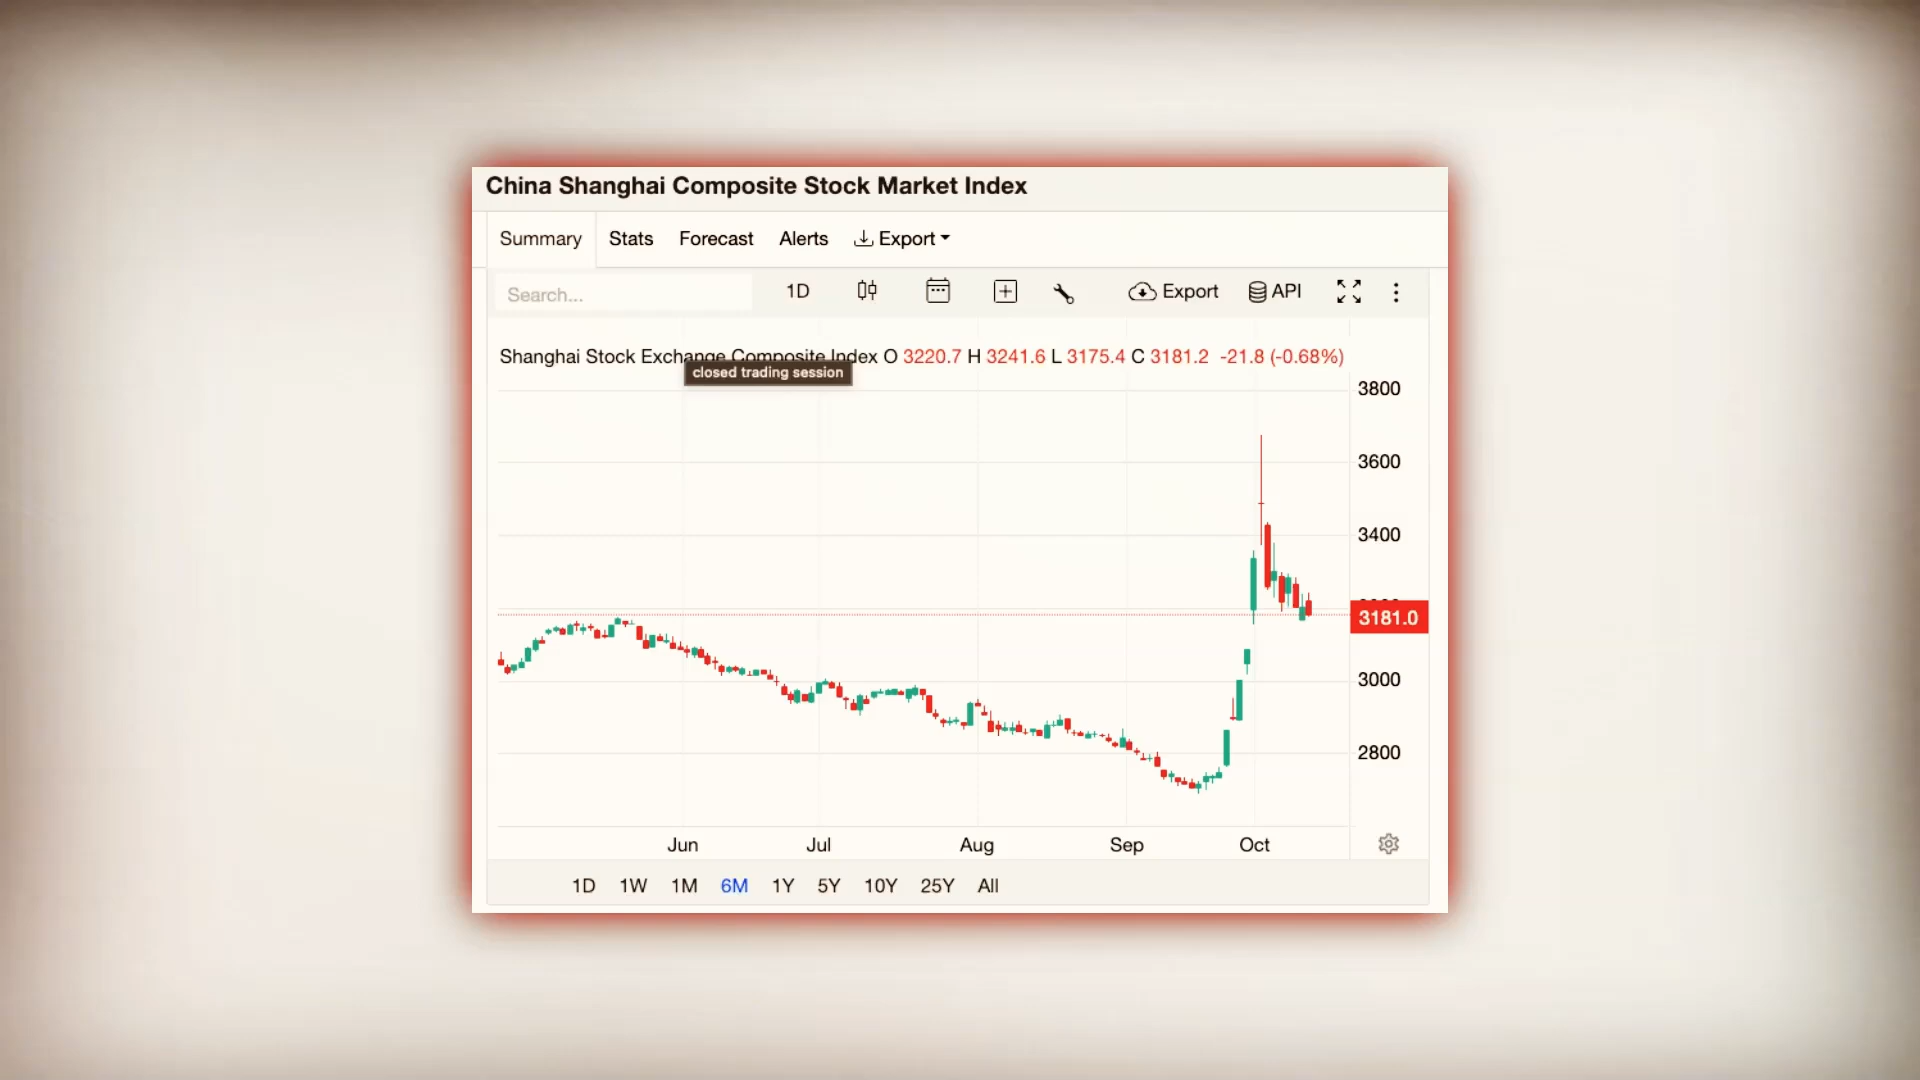 China Shanghai Composite Stock Market Index
Summary Stats Forecast Alerts Export
Search... 1D Export API
Shanghai Stock Exchange Composite Index O 3220.7 H 3241.6 L 3175.4 C 3181.2 -21.8 (-0.68%)
closed trading session
3800
3600
3400
3181.0
3000
2800
Jun Jul Aug Sep Oct
1D 1W 1M 6M 1Y 5Y 10Y 25Y All